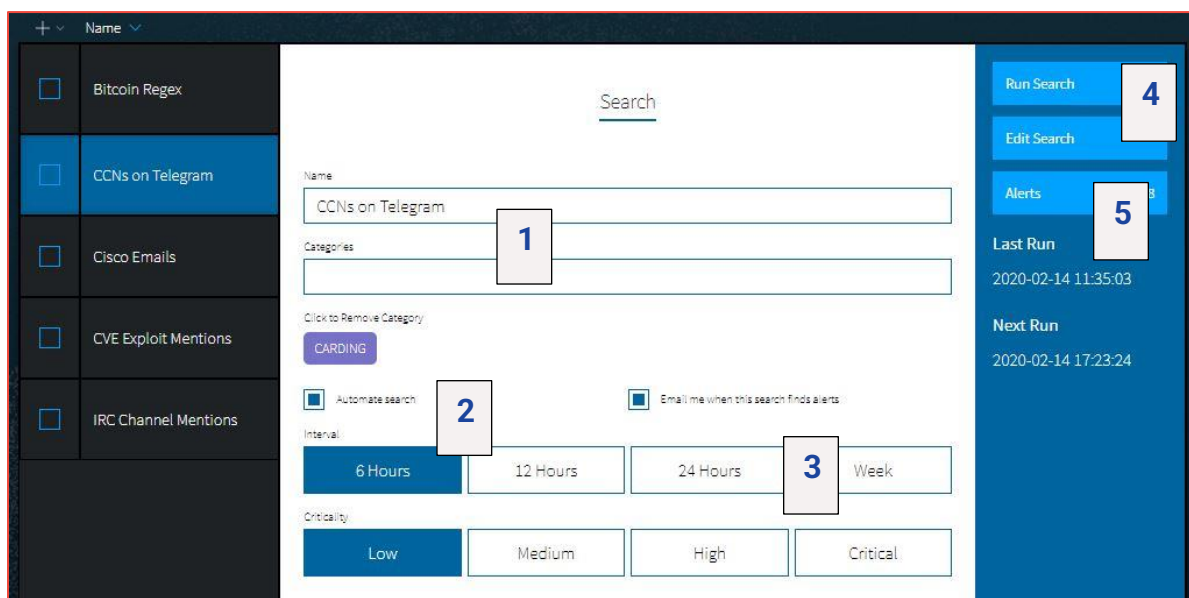 Name
Bitcoin Regex
CCNs on Telegram
Cisco Emails
CVE Exploit Mentions
IRC Channel Mentions
Search
Name
CCNs on Telegram
1
Categories
Click to Remove Category
CARDING
Automate search
2
Email me when this search finds alerts
Interval
6 Hours
12 Hours
24 Hours
3
Week
Criticality
Low
Medium
High
Critical
Run Search
4
Edit Search
Alerts
5
Last Run
2020-02-14 11:35:03
Next Run
2020-02-14 17:23:24